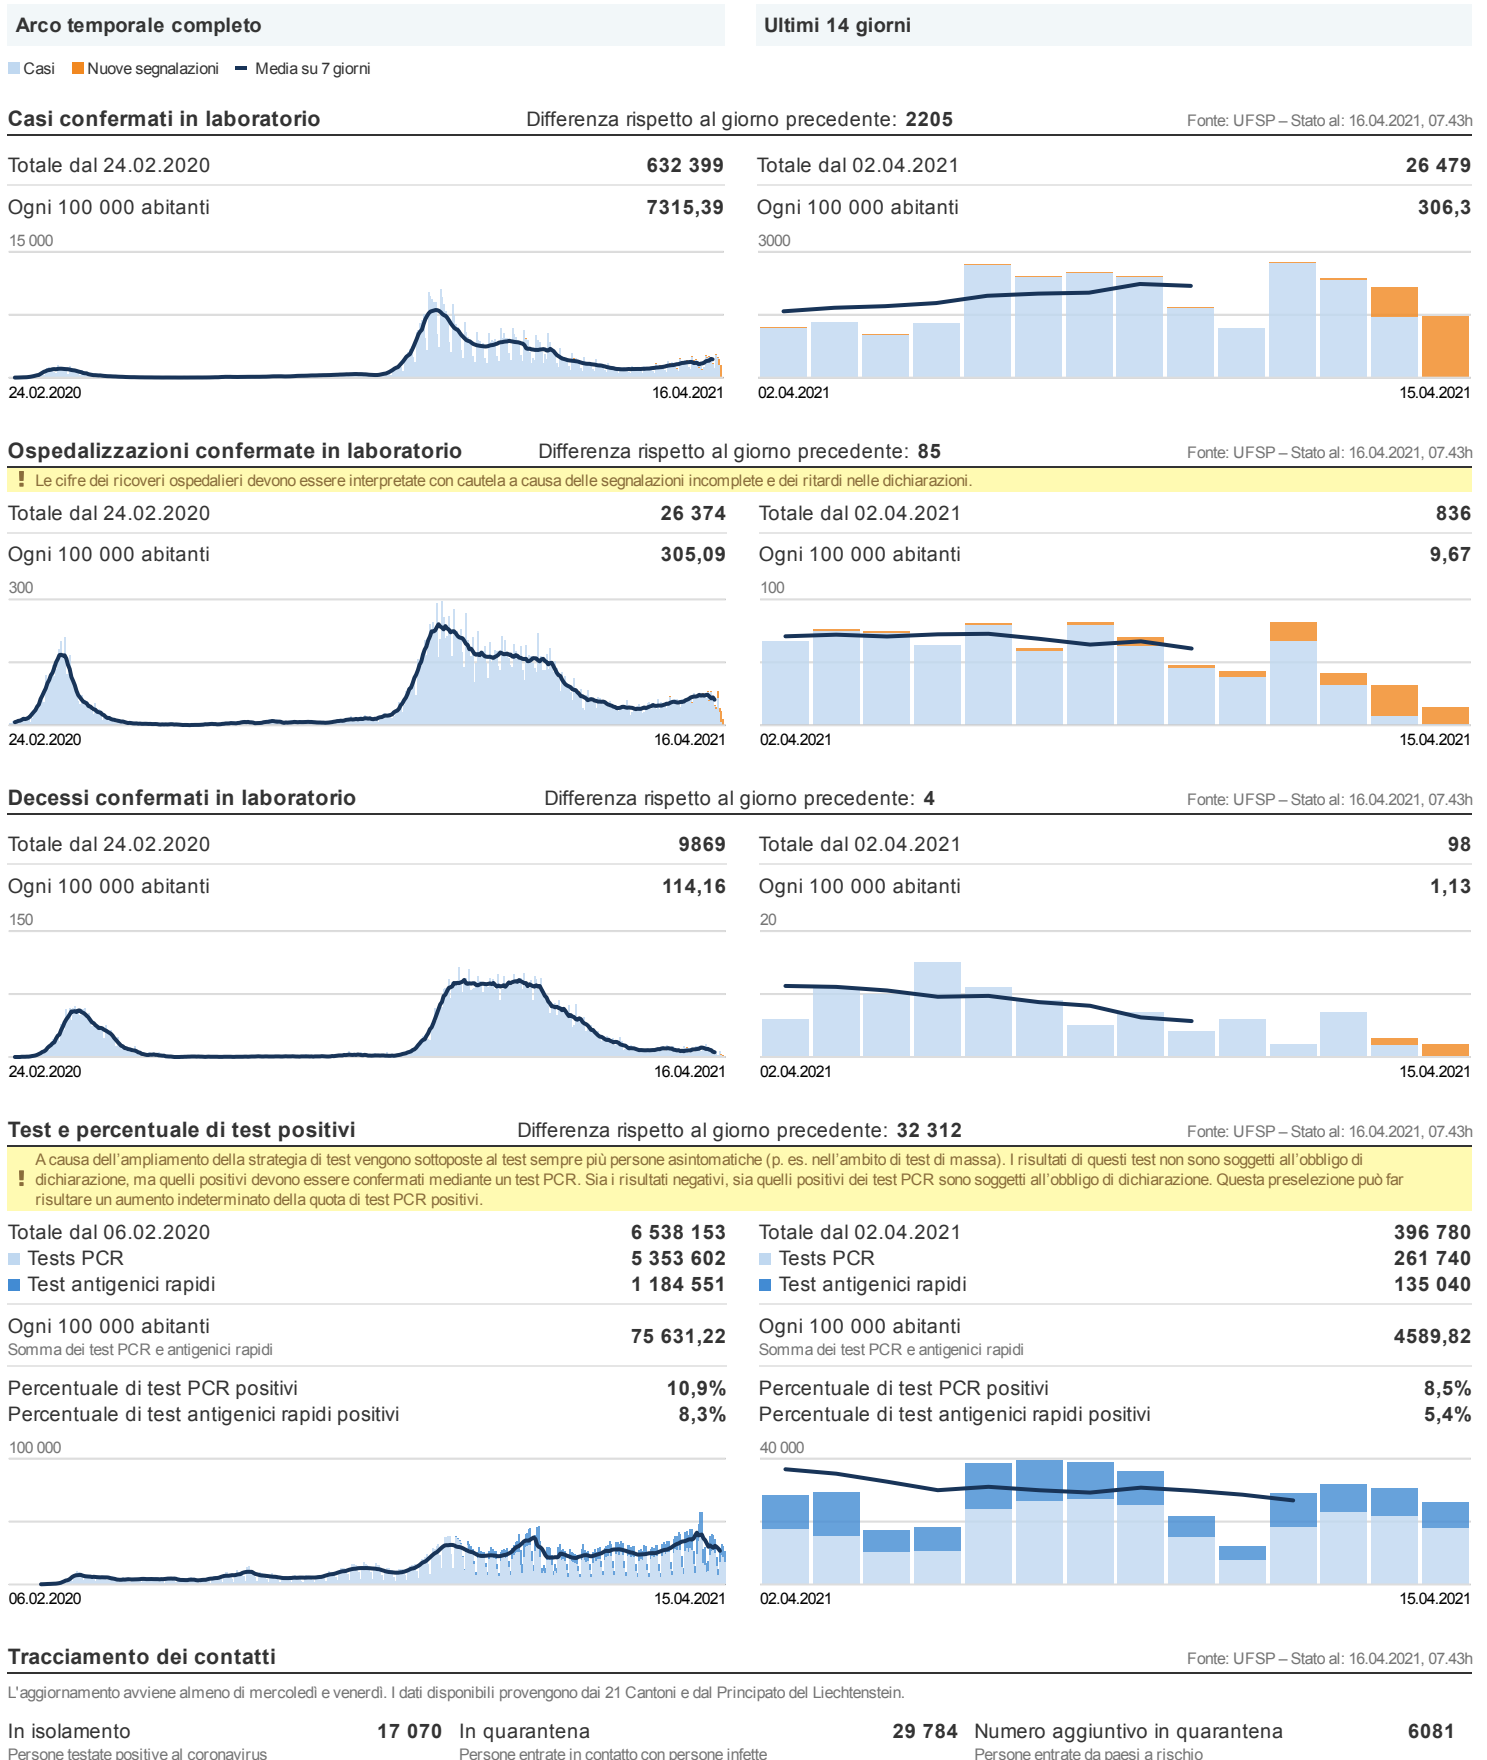 Arco temporale completo
Ultimi 14 giorni
Casi Nuove segnalazioni Media su 7 giorni
Casi confermati in laboratorio Differenza rispetto al giorno precedente: 2205 Fonte: UFSP – Stato al: 16.04.2021, 07.43h
Totale dal 24.02.2020 632 399
Ogni 100 000 abitanti 7315,39
15 000
24.02.2020 16.04.2021
Totale dal 02.04.2021 26 479
Ogni 100 000 abitanti 306,3
3000
02.04.2021 15.04.2021
Ospedalizzazioni confermate in laboratorio Differenza rispetto al giorno precedente: 85 Fonte: UFSP – Stato al: 16.04.2021, 07.43h
! Le cifre dei ricoveri ospedalieri devono essere interpretate con cautela a causa delle segnalazioni incomplete e dei ritardi nelle dichiarazioni.
Totale dal 24.02.2020 26 374
Ogni 100 000 abitanti 305,09
300
24.02.2020 16.04.2021
Totale dal 02.04.2021 836
Ogni 100 000 abitanti 9,67
100
02.04.2021 15.04.2021
Decessi confermati in laboratorio Differenza rispetto al giorno precedente: 4 Fonte: UFSP – Stato al: 16.04.2021, 07.43h
Totale dal 24.02.2020 9869
Ogni 100 000 abitanti 114,16
150
24.02.2020 16.04.2021
Totale dal 02.04.2021 98
Ogni 100 000 abitanti 1,13
20
02.04.2021 15.04.2021
Test e percentuale di test positivi Differenza rispetto al giorno precedente: 32 312 Fonte: UFSP – Stato al: 16.04.2021, 07.43h
A causa dell'ampliamento della strategia di test vengono sottoposte al test sempre più persone asintomatiche (p. es. nell'ambito di test di massa). I risultati di questi test non sono soggetti all'obbligo di
! dichiarazione, ma quelli positivi devono essere confermati mediante un test PCR. Sia i risultati negativi, sia quelli positivi dei test PCR sono soggetti all'obbligo di dichiarazione. Questa preselezione può far
risultare un aumento indeterminato della quota di test PCR positivi.
Totale dal 06.02.2020 6 538 153
Tests PCR 5 353 602
Test antigenici rapidi 1 184 551
Ogni 100 000 abitanti 75 631,22
Somma dei test PCR e antigenici rapidi
Percentuale di test PCR positivi 10,9%
Percentuale di test antigenici rapidi positivi 8,3%
100 000
06.02.2020 15.04.2021
Totale dal 02.04.2021 396 780
Tests PCR 261 740
Test antigenici rapidi 135 040
Ogni 100 000 abitanti 4589,82
Somma dei test PCR e antigenici rapidi
Percentuale di test PCR positivi 8,5%
Percentuale di test antigenici rapidi positivi 5,4%
40 000
02.04.2021 15.04.2021
Tracciamento dei contatti Fonte: UFSP – Stato al: 16.04.2021, 07.43h
L'aggiornamento avviene almeno di mercoledì e venerdì. I dati disponibili provengono dai 21 Cantoni e dal Principato del Liechtenstein.
In isolamento 17 070
Persone testate positive al coronavirus
In quarantena 29 784
Persone entrate in contatto con persone infette
Numero aggiuntivo in quarantena 6081
Persone entrate da paesi a rischio